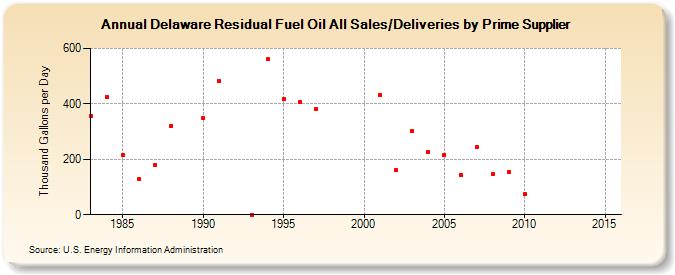 Annual Delaware Residual Fuel Oil All Sales/Deliveries by Prime Supplier
Thousand Gallons per Day
600
400
200
0
1985 1990 1995 2000 2005 2010 2015
Source: U.S. Energy Information Administration